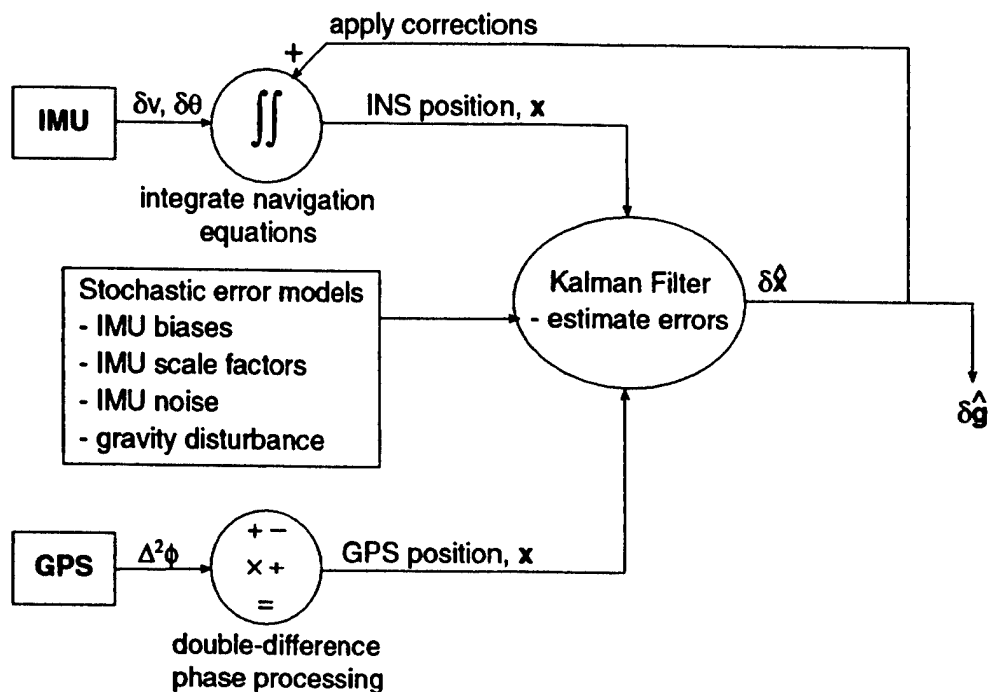 apply corrections
+
IMU
δv, δθ
∬
INS position, x
integrate navigation
equations
Stochastic error models
- IMU biases
- IMU scale factors
- IMU noise
- gravity disturbance
Kalman Filter
- estimate errors
δx̂
δĝ
GPS
Δ²ϕ
+ −
× +
=
GPS position, x
double-difference
phase processing